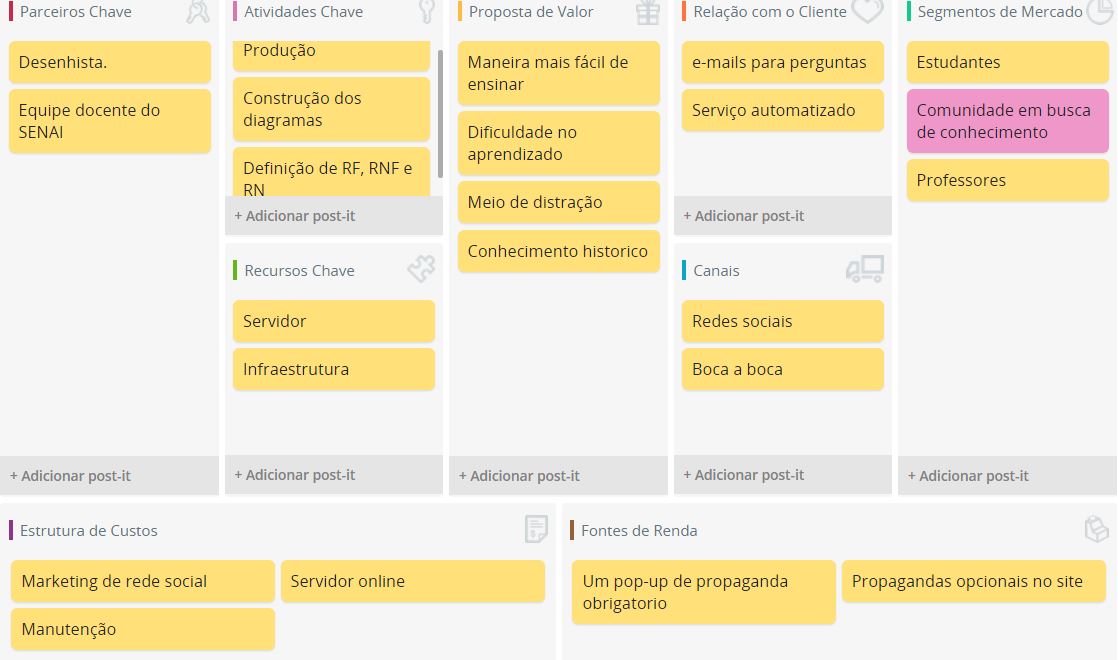 Parceiros Chave
Desenhista.
Equipe docente do
SENAI
+ Adicionar post-it
Atividades Chave
Produção
Construção dos
diagramas
Definição de RF, RNF e
RN
+ Adicionar post-it
Recursos Chave
Servidor
Infraestrutura
+ Adicionar post-it
Proposta de Valor
Maneira mais fácil de
ensinar
Dificuldade no
aprendizado
Meio de distração
Conhecimento historico
+ Adicionar post-it
Relação com o Cliente
e-mails para perguntas
Serviço automatizado
+ Adicionar post-it
Canais
Redes sociais
Boca a boca
+ Adicionar post-it
Segmentos de Mercado
Estudantes
Comunidade em busca
de conhecimento
Professores
+ Adicionar post-it
Estrutura de Custos
Marketing de rede social
Servidor online
Manutenção
Fontes de Renda
Um pop-up de propaganda
obrigatorio
Propagandas opcionais no site